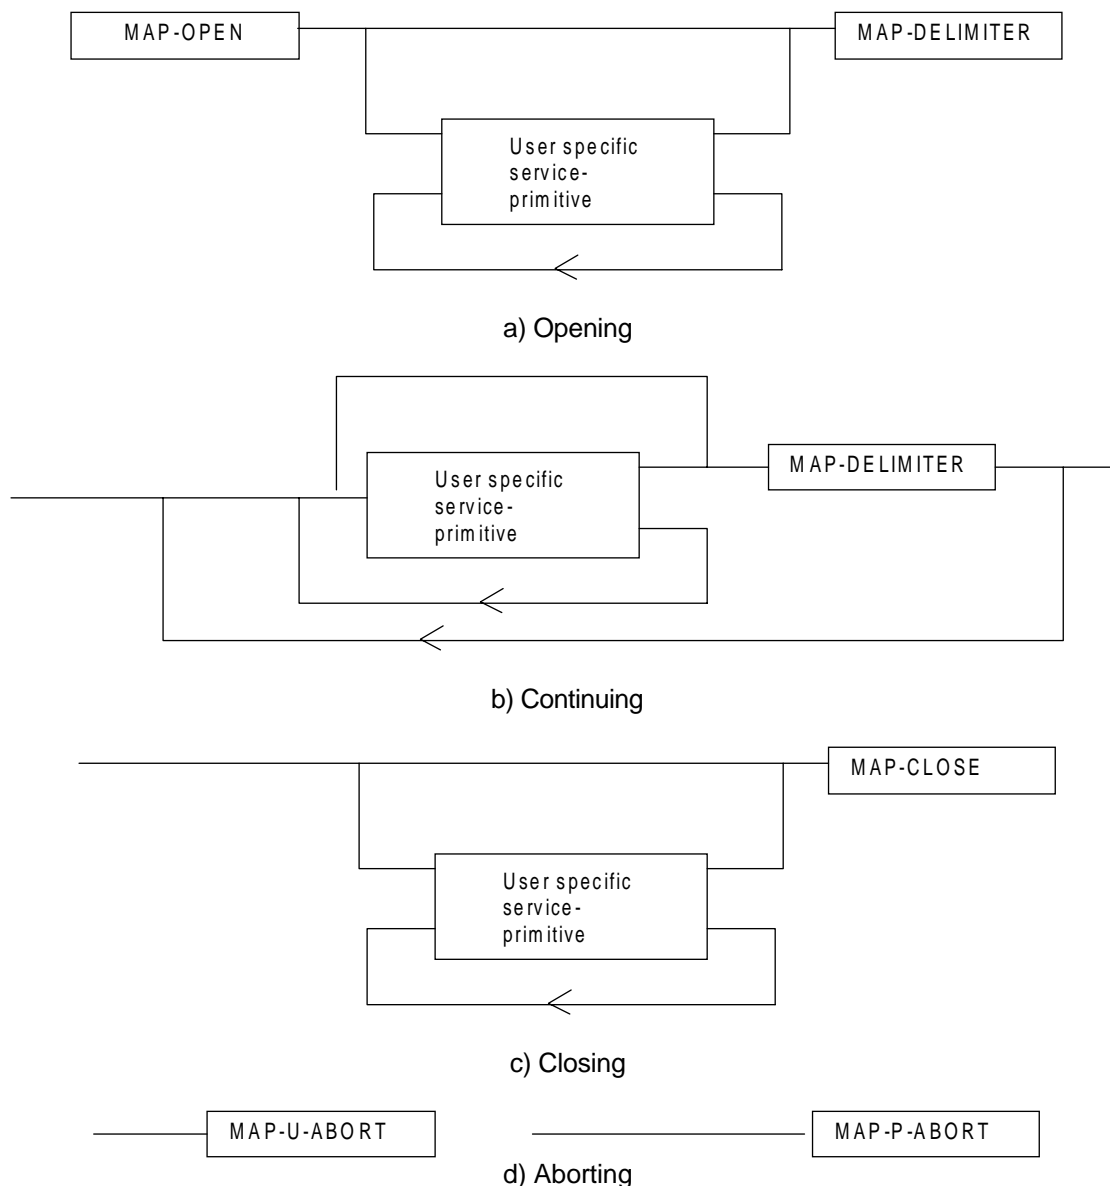 MAP-OPEN
MAP-DELIMITER
User specific
service-
primitive
a) Opening
User specific
service-
primitive
MAP-DELIMITER
b) Continuing
MAP-CLOSE
User specific
service-
primitive
c) Closing
MAP-U-ABORT
MAP-P-ABORT
d) Aborting